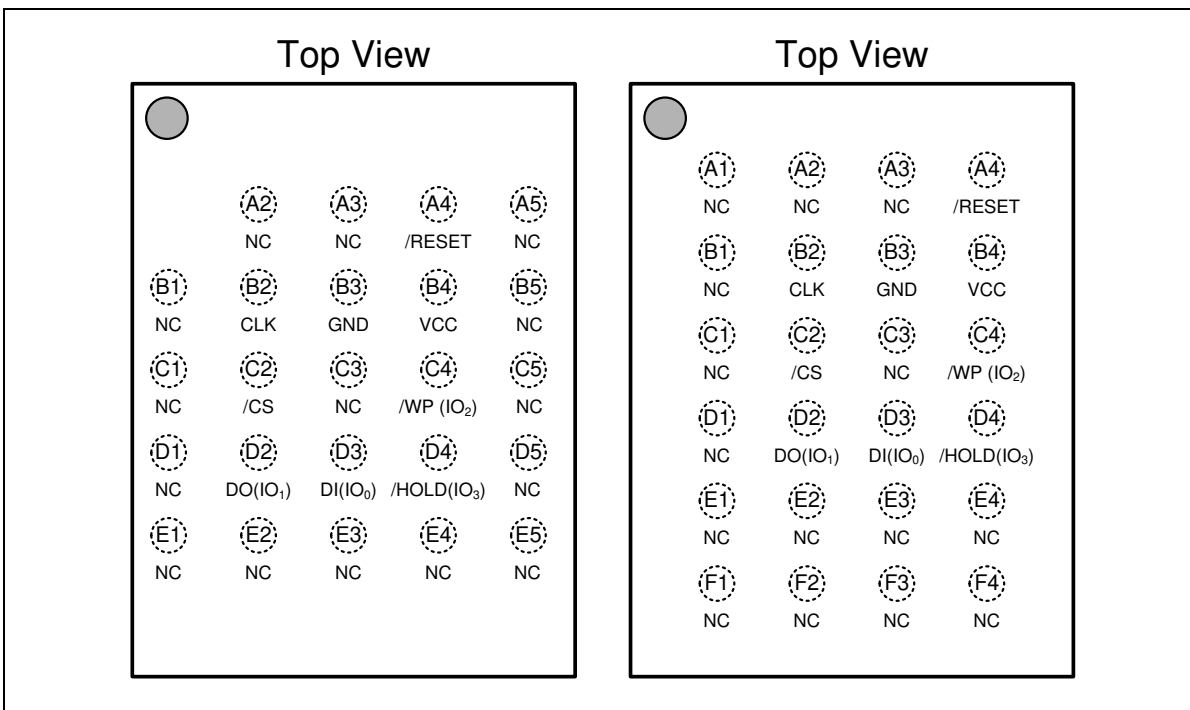 Top View
A2 A3 A4 A5
NC NC /RESET NC
B1 B2 B3 B4 B5
NC CLK GND VCC NC
C1 C2 C3 C4 C5
NC /CS NC /WP (IO₂) NC
D1 D2 D3 D4 D5
NC DO(IO₁) DI(IO₀) /HOLD(IO₃) NC
E1 E2 E3 E4 E5
NC NC NC NC NC
Top View
A1 A2 A3 A4
NC NC NC /RESET
B1 B2 B3 B4
NC CLK GND VCC
C1 C2 C3 C4
NC /CS NC /WP (IO₂)
D1 D2 D3 D4
NC DO(IO₁) DI(IO₀) /HOLD(IO₃)
E1 E2 E3 E4
NC NC NC NC
F1 F2 F3 F4
NC NC NC NC